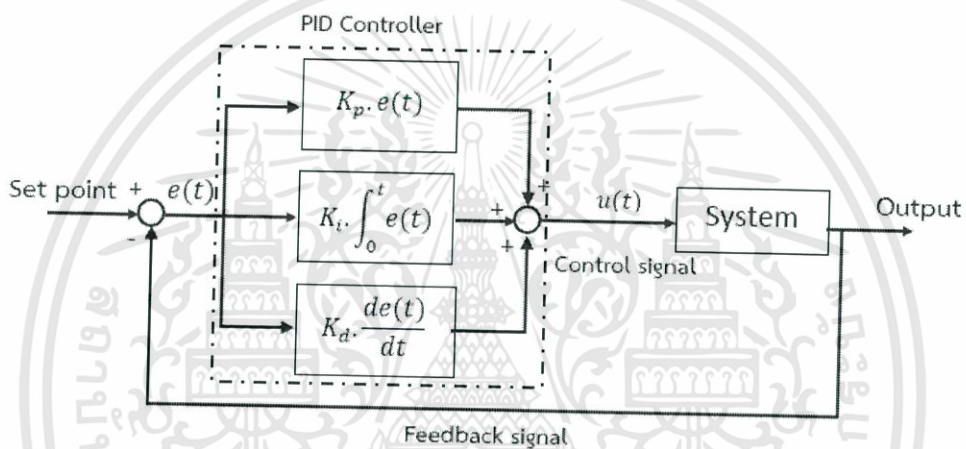 PID Controller
K_p. e(t)
Set point + e(t)
-
K_i. ∫_0^t e(t)
K_d. de(t)/dt
+
+
+
u(t)
Control signal
System
Output
Feedback signal